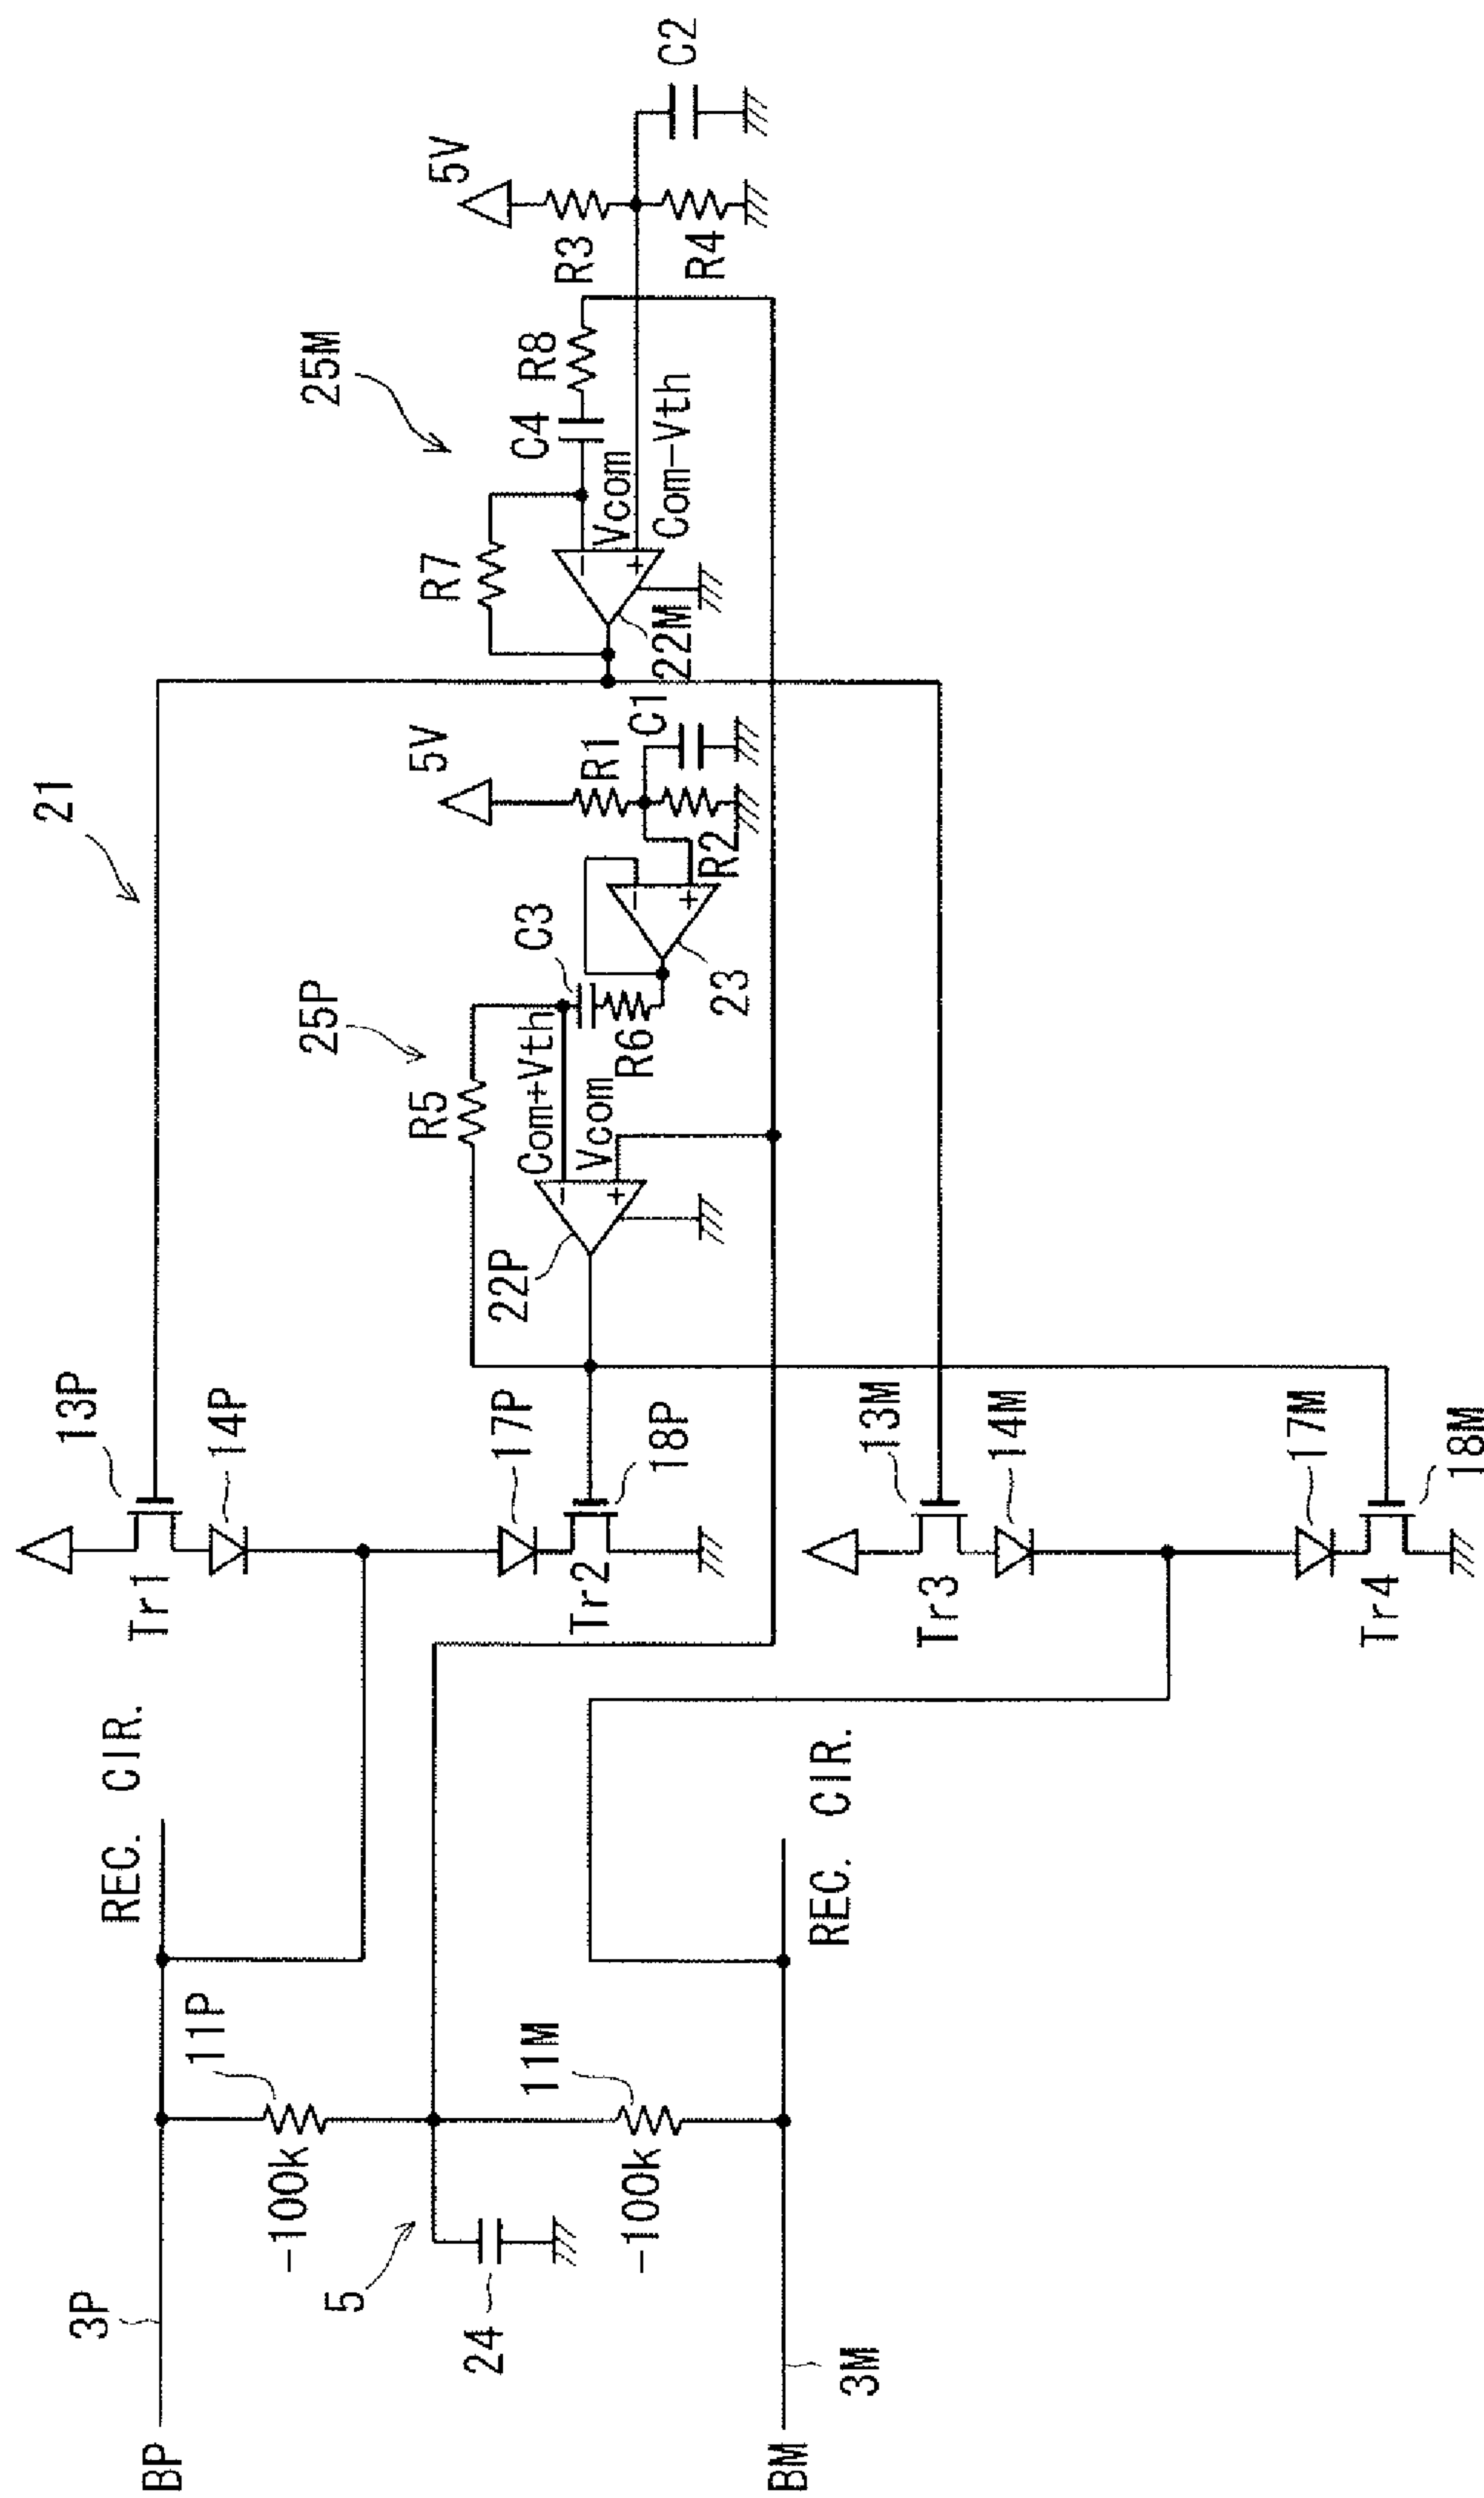 21
25M
25P
5V
5V
C2
R3
R4
R8
C4
Vcom
Com-Vth
R7
22M
C1
R1
R2
23
C3
R6
Com+Vth
Vcom
R5
22P
13P
14P
Tr1
17P
18P
Tr2
13M
14M
Tr3
17M
18M
Tr4
REC. CIR.
REC. CIR.
11P
-100k
11M
-100k
5
24
3P
BP
3M
BM